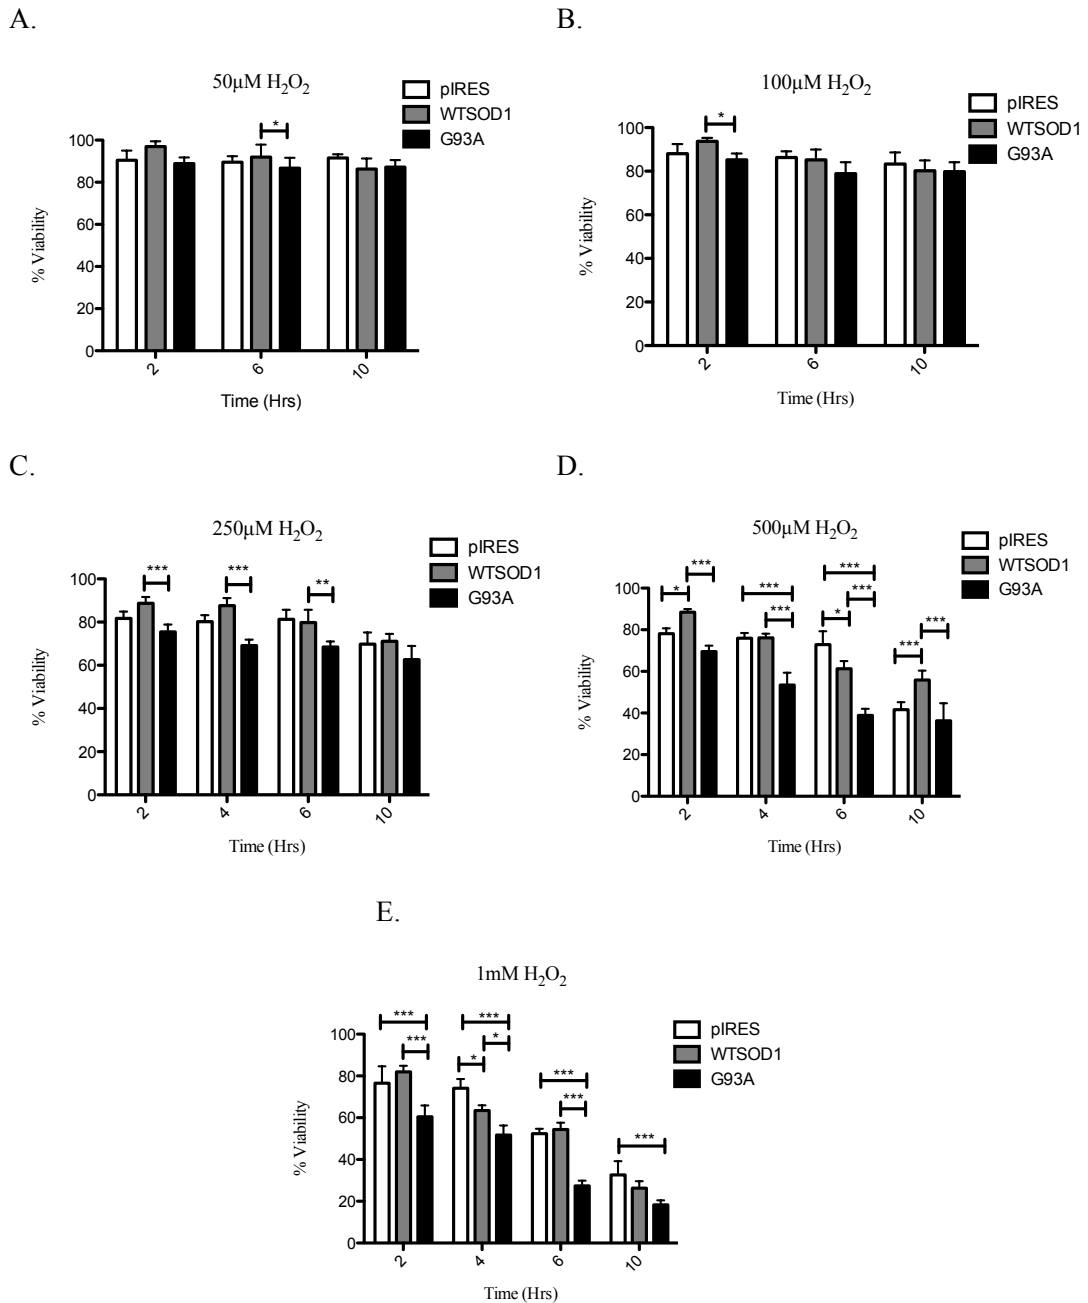 A.
50µM H₂O₂
pIRES
WTSOD1
G93A
*
100
80
60
40
20
0
% Viability
2 6 10
Time (Hrs)
B.
100µM H₂O₂
pIRES
WTSOD1
G93A
*
100
80
60
40
20
0
% Viability
2 6 10
Time (Hrs)
C.
250µM H₂O₂
pIRES
WTSOD1
G93A
*** *** **
100
80
60
40
20
0
% Viability
2 4 6 10
Time (Hrs)
D.
500µM H₂O₂
pIRES
WTSOD1
G93A
*** ***
*** ***
* *** * ***
***
100
80
60
40
20
0
% Viability
2 4 6 10
Time (Hrs)
E.
1mM H₂O₂
pIRES
WTSOD1
G93A
*** ***
*** * *
*** ***
***
100
80
60
40
20
0
% Viability
2 4 6 10
Time (Hrs)